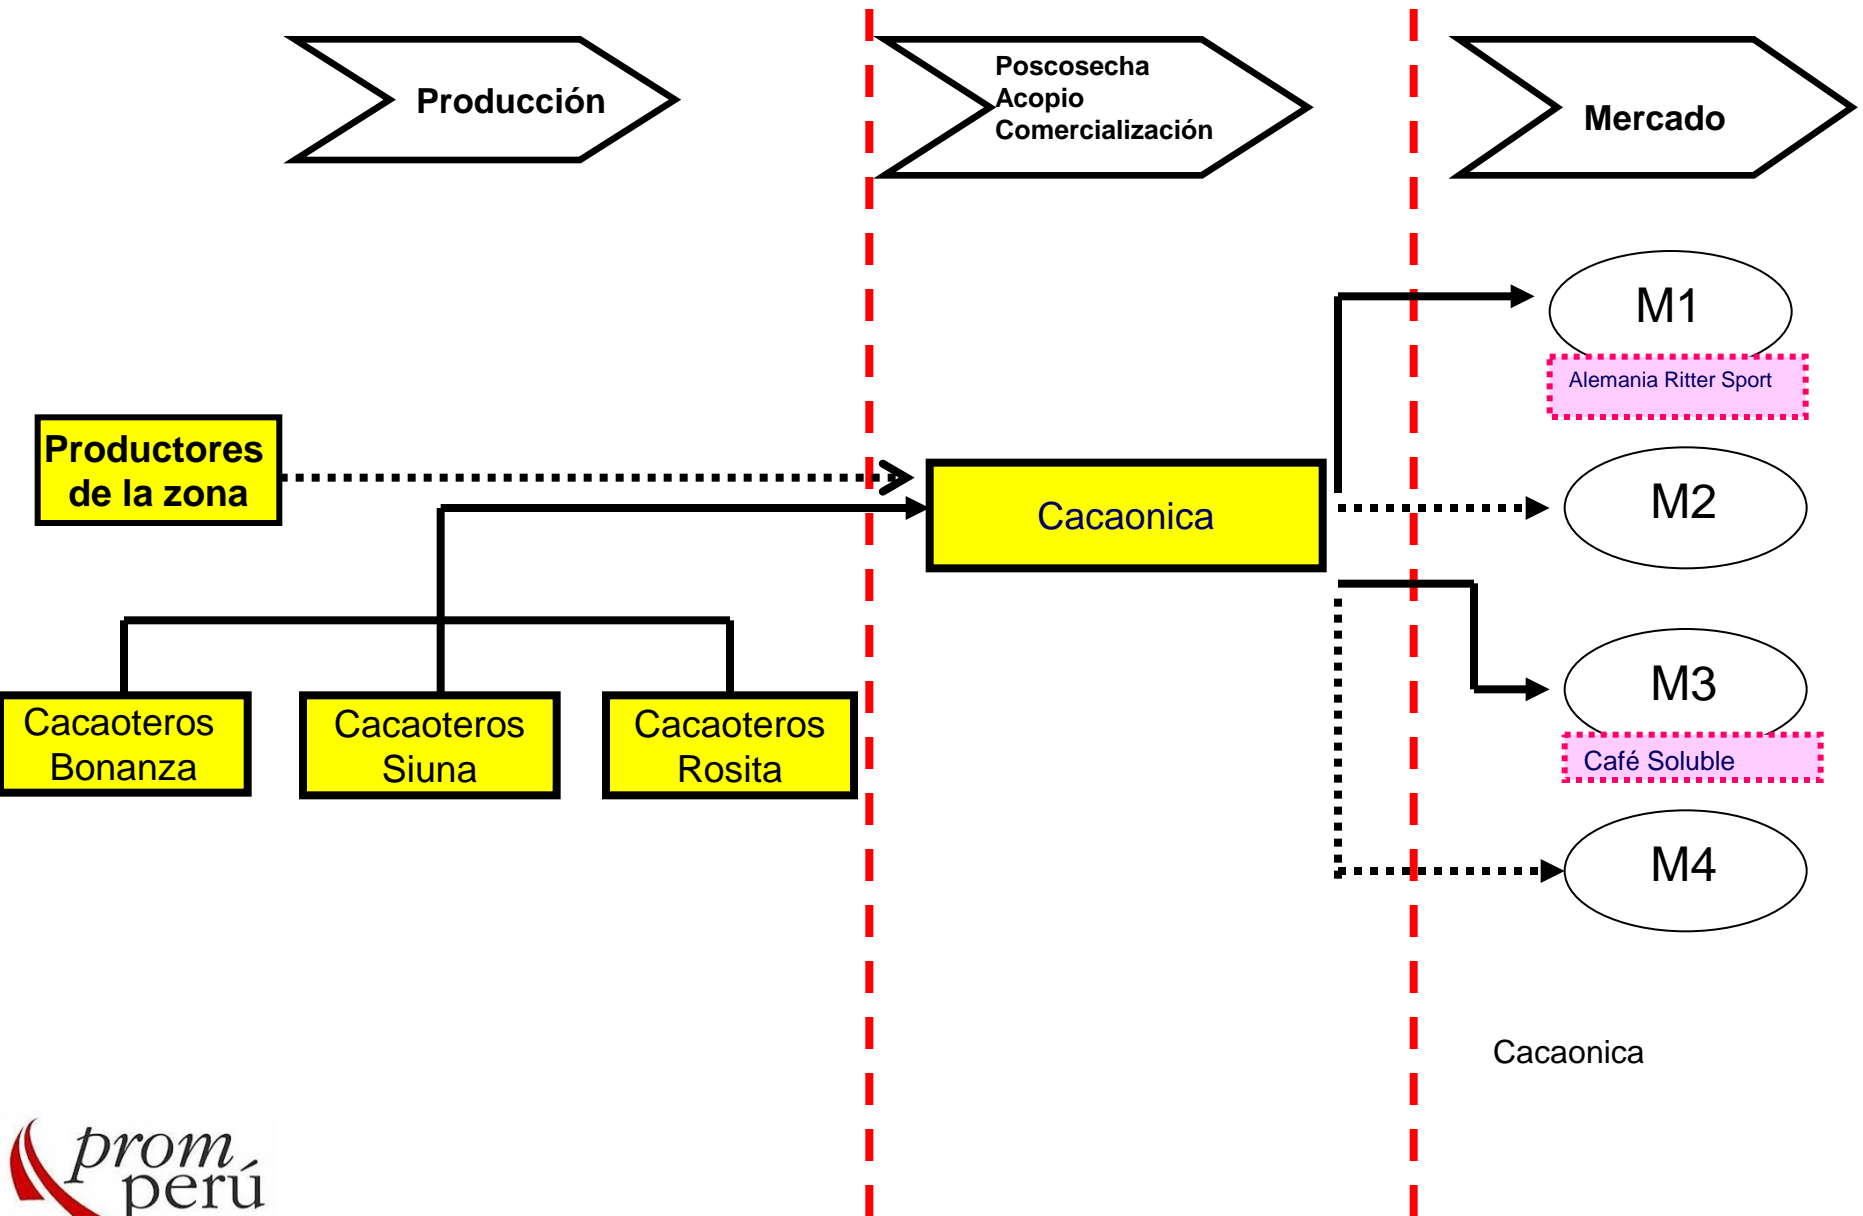 Producción
Poscosecha
Acopio
Comercialización
Mercado
M1
Alemania Ritter Sport
Productores
de la zona
Cacaonica
M2
M3
Café Soluble
Cacaoteros
Bonanza
Cacaoteros
Siuna
Cacaoteros
Rosita
M4
Cacaonica
prom
perú